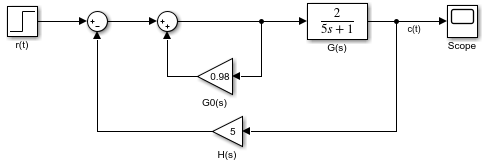 2
5s + 1
c(t)
r(t)
G(s)
Scope
0.98
G0(s)
5
H(s)